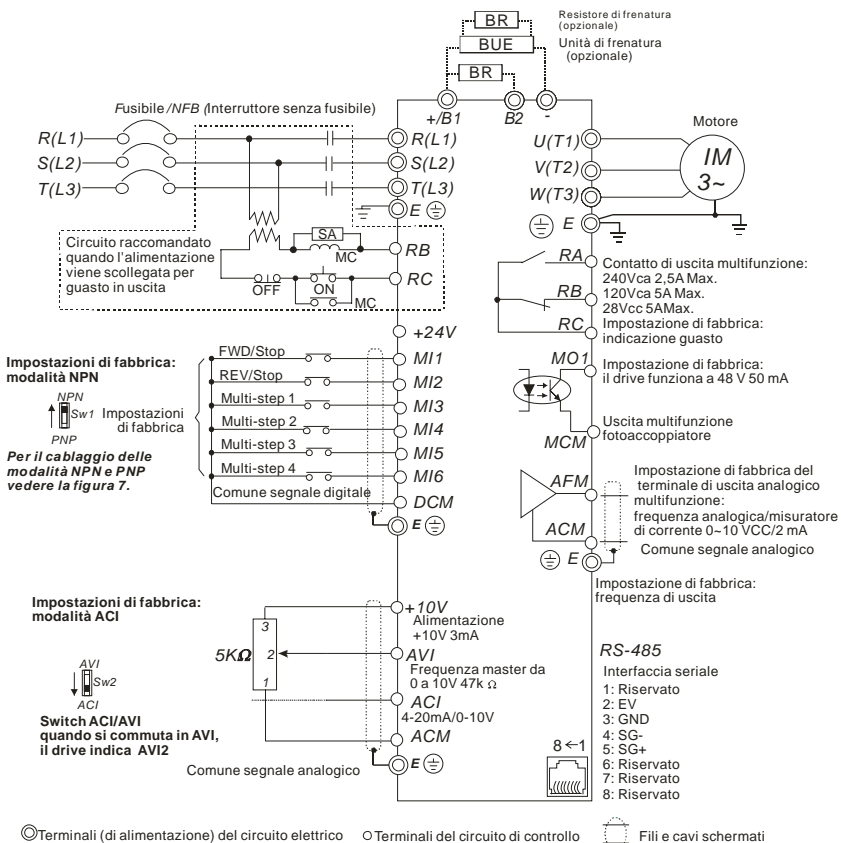 BR
Resistore di frenatura
(opzionale)
BUE
Unità di frenatura
(opzionale)
BR
+/B1
B2
-
Fusibile/NFB (Interruttore senza fusibile)
R(L1)
S(L2)
T(L3)
R(L1)
S(L2)
T(L3)
E
Motore
U(T1)
V(T2)
W(T3)
IM
3~
E
Circuito raccomandato
quando l'alimentazione
viene scollegata per
guasto in uscita
SA
MC
OFF
ON
MC
RB
RC
RA
RB
RC
Contatto di uscita multifunzione:
240Vca 2,5A Max.
120Vca 5A Max.
28Vcc 5AMax.
Impostazione di fabbrica:
indicazione guasto
+24V
Impostazioni di fabbrica:
modalità NPN
NPN
Sw1
PNP
Impostazioni
di fabbrica
Per il cablaggio delle
modalità NPN e PNP
vedere la figura 7.
FWD/Stop
REV/Stop
Multi-step 1
Multi-step 2
Multi-step 3
Multi-step 4
Comune segnale digitale
MI1
MI2
MI3
MI4
MI5
MI6
DCM
E
MO1
Impostazione di fabbrica:
il drive funziona a 48 V 50 mA
Uscita multifunzione
fotoaccoppiatore
MCM
AFM
ACM
E
Impostazione di fabbrica del
terminale di uscita analogico
multifunzione:
frequenza analogica/misuratore
di corrente 0~10 VCC/2 mA
Comune segnale analogico
Impostazione di fabbrica:
frequenza di uscita
Impostazioni di fabbrica:
modalità ACI
AVI
Sw2
ACI
Switch ACI/AVI
quando si commuta in AVI,
il drive indica AVI2
5KΩ
3
2
1
+10V
Alimentazione
+10V 3mA
AVI
Frequenza master da
0 a 10V 47k Ω
ACI
4-20mA/0-10V
ACM
E
Comune segnale analogico
8←1
RS-485
Interfaccia seriale
1: Riservato
2: EV
3: GND
4: SG-
5: SG+
6: Riservato
7: Riservato
8: Riservato
Terminali (di alimentazione) del circuito elettrico
Terminali del circuito di controllo
Fili e cavi schermati